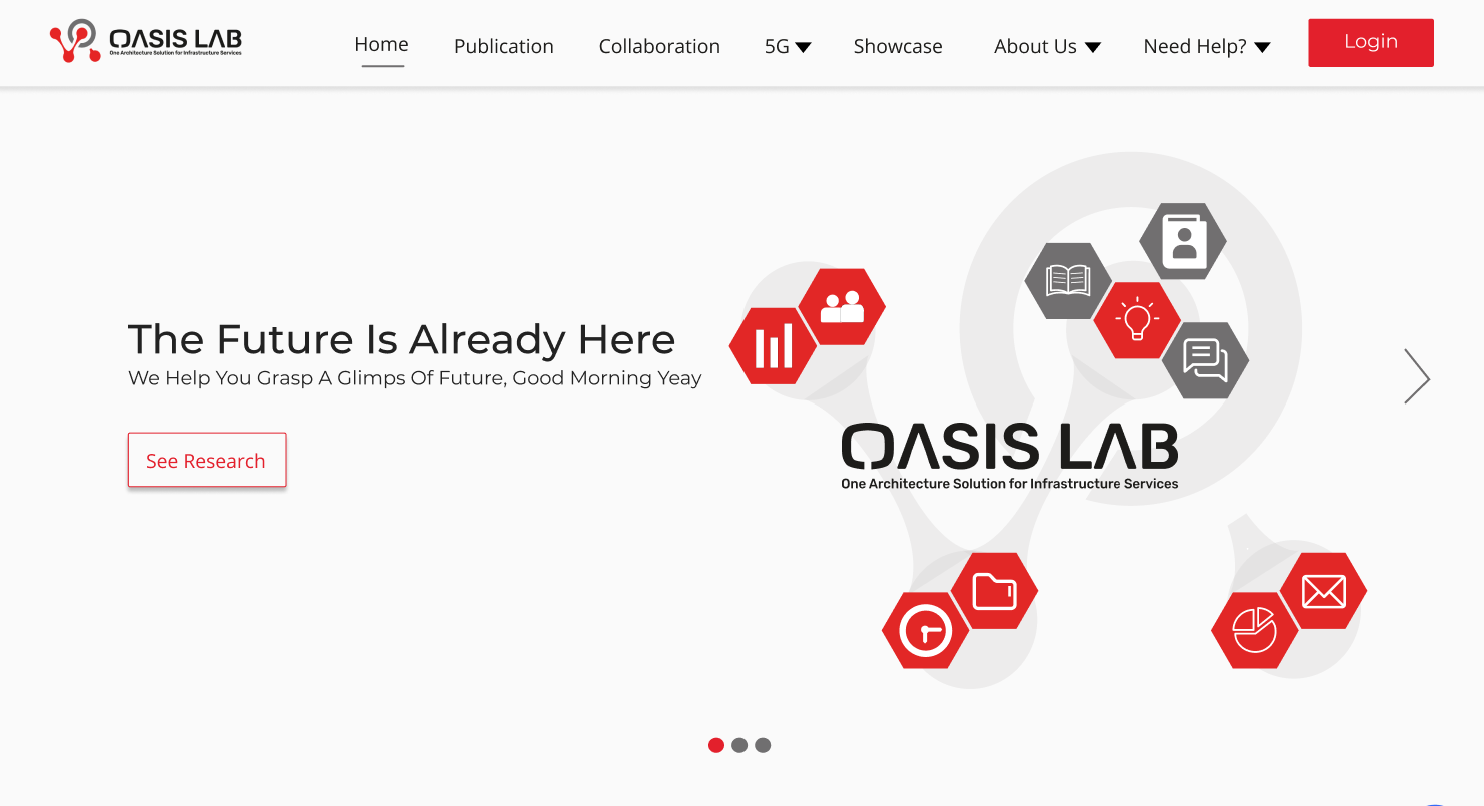 OASIS LAB
One Architecture Solution for Infrastructure Services
Home
Publication
Collaboration
5G
Showcase
About Us
Need Help?
Login
The Future Is Already Here
We Help You Grasp A Glimps Of Future, Good Morning Yeay
See Research
OASIS LAB
One Architecture Solution for Infrastructure Services